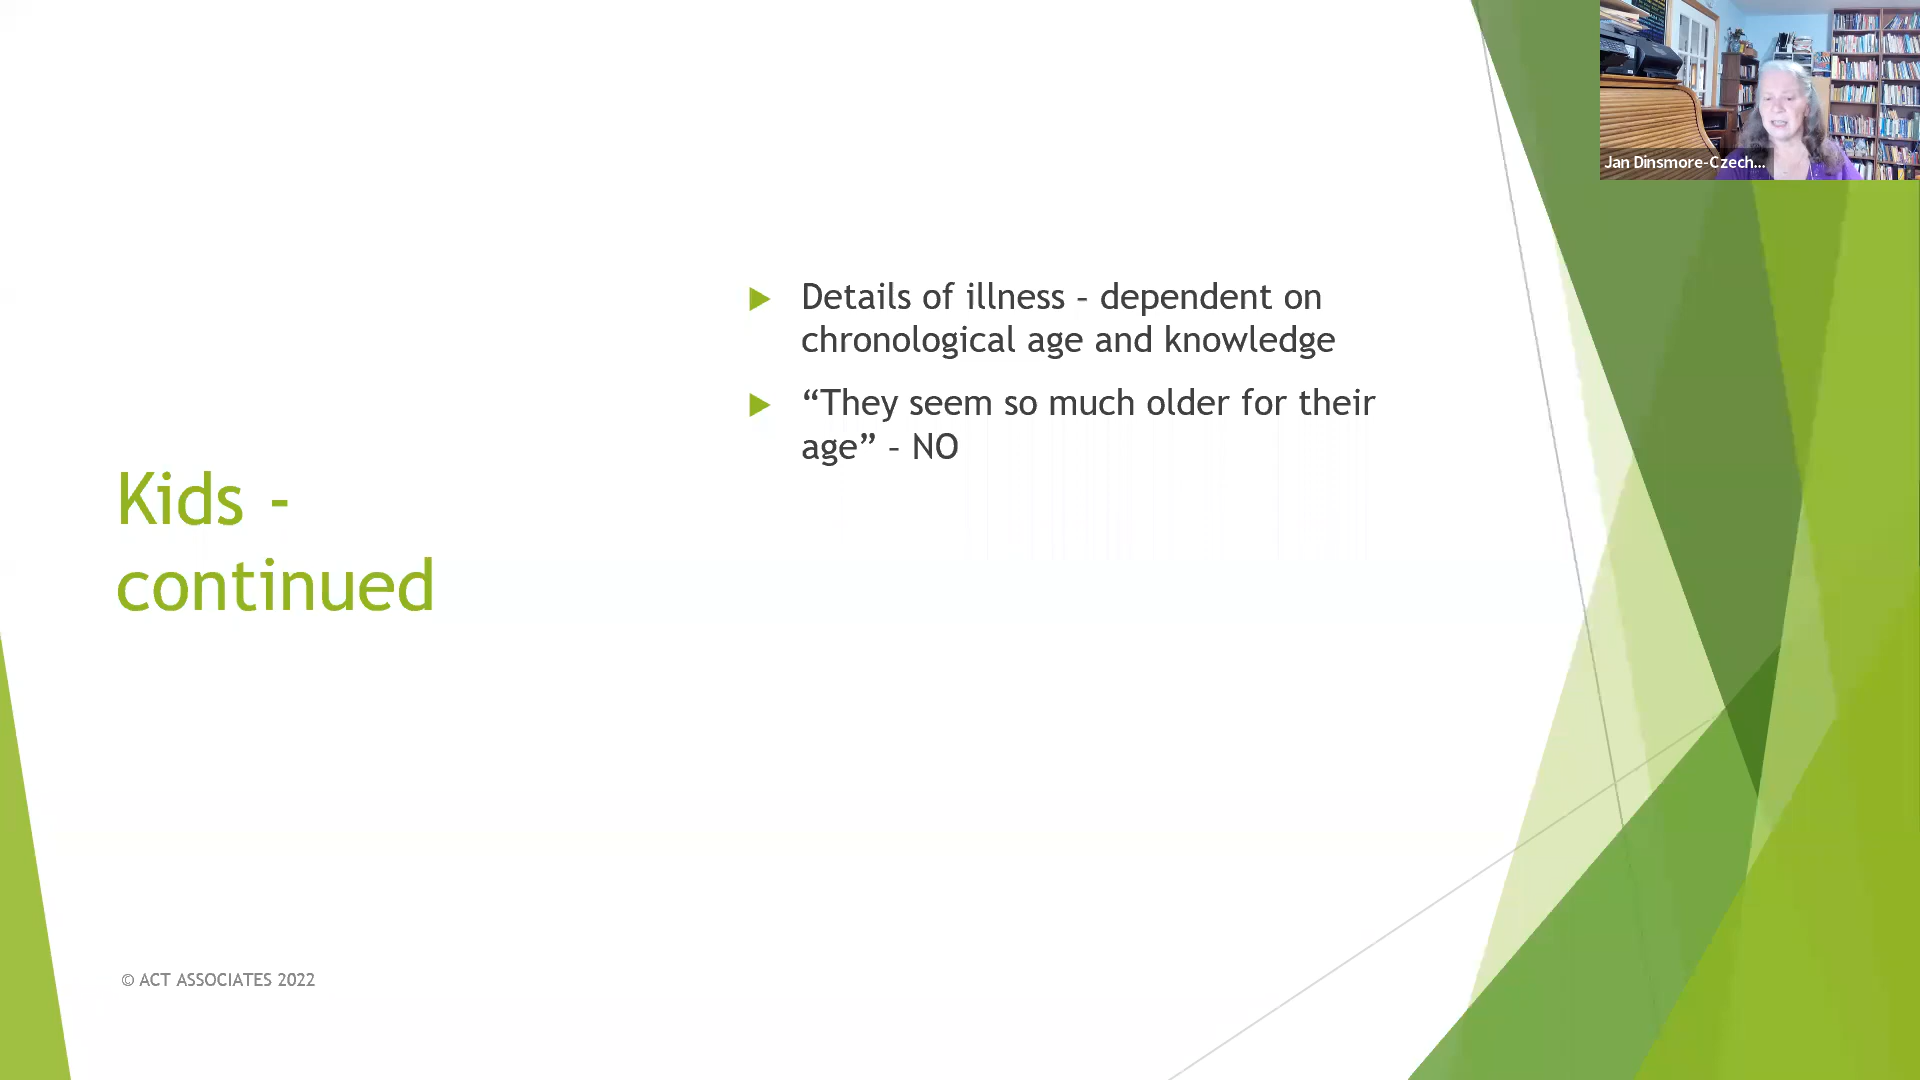 Jan Dinsmore-Czech...
Details of illness – dependent on
chronological age and knowledge
“They seem so much older for their
age” – NO
Kids -
continued
© ACT ASSOCIATES 2022